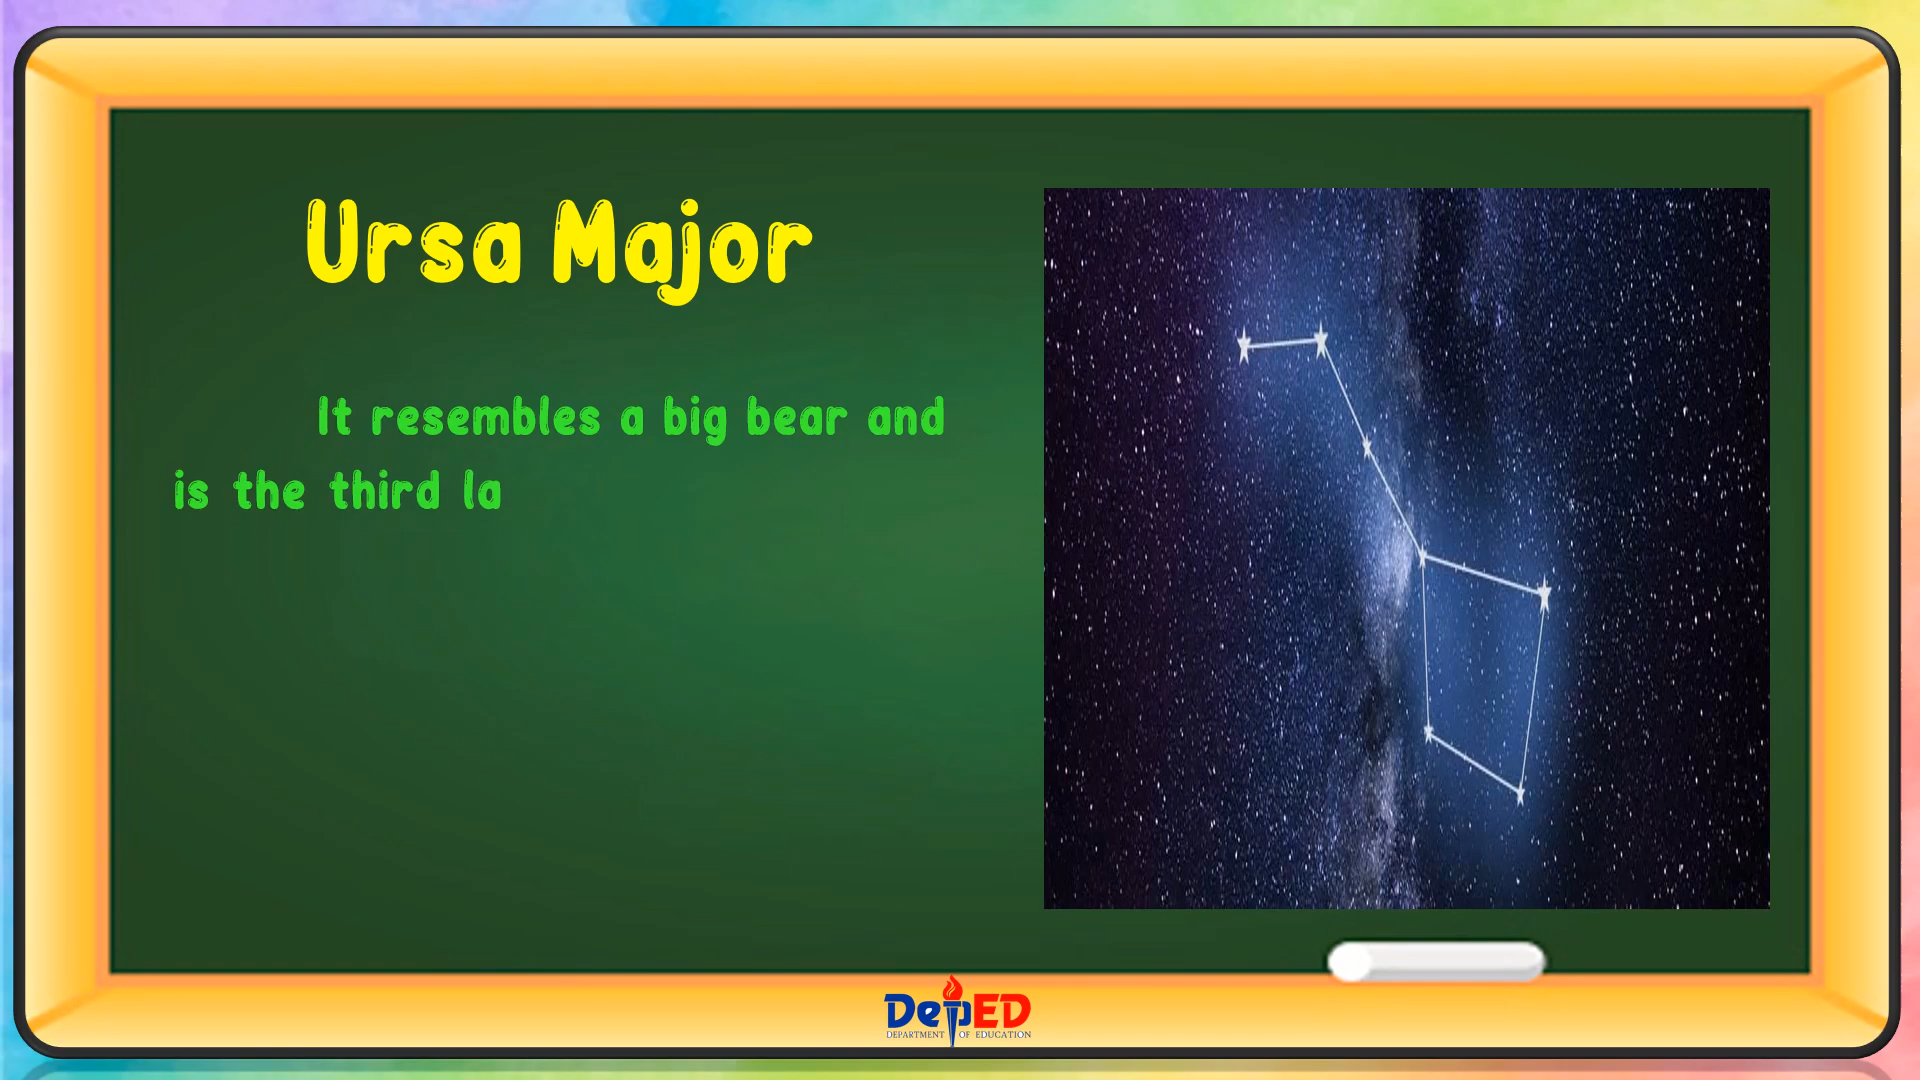 Ursa Major
It resembles a big bear and
is the third la
DepED
DEPARTMENT OF EDUCATION